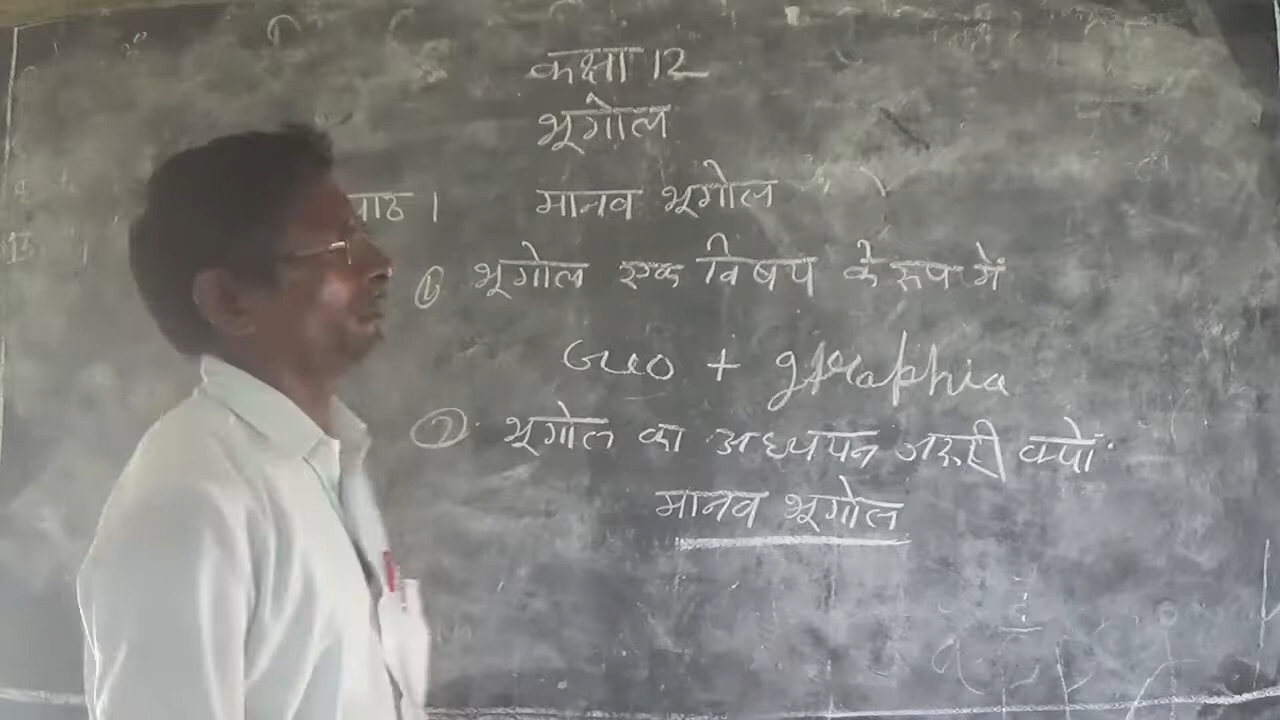 कक्षा 12
भूगोल
पाठ 1 मानव भूगोल
① भूगोल एक विषय के रूप में
Geo + graphia
② भूगोल का अध्ययन जरूरी क्यों
मानव भूगोल